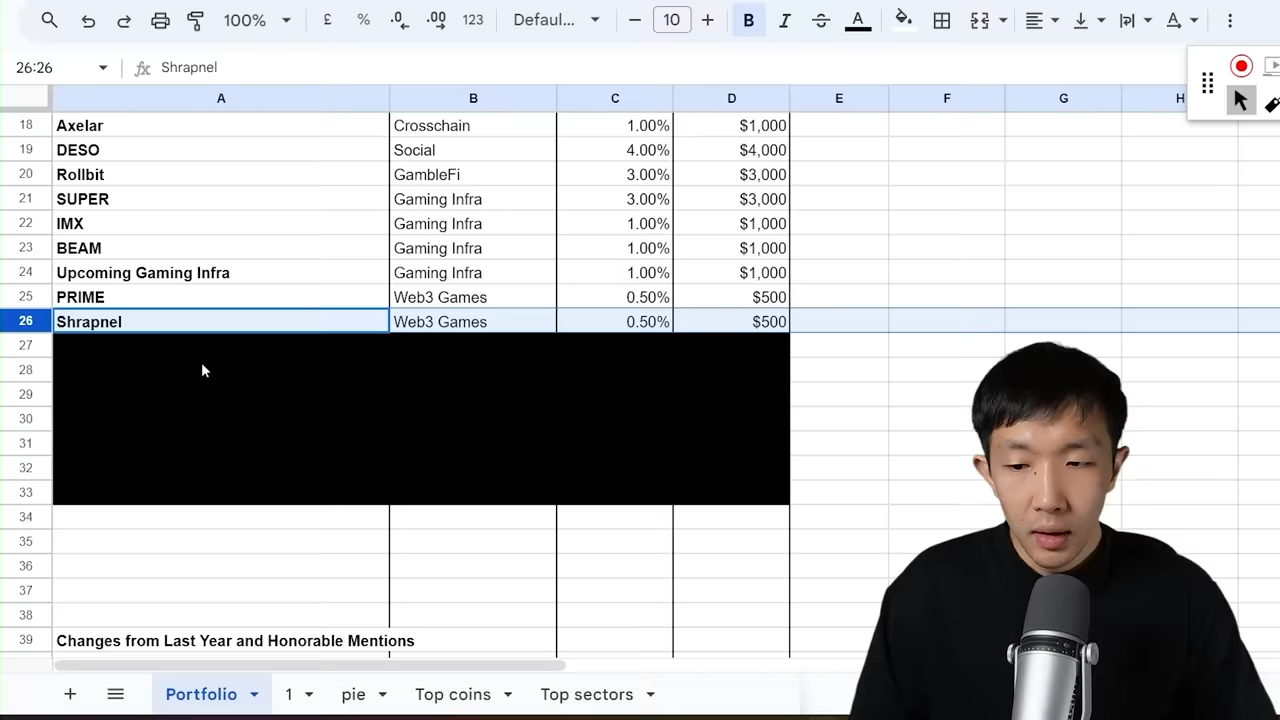 100% £ % .0 .00 123 Defaul... 10 B I A A
26:26 fx Shrapnel
A B C D E F G H
18 Axelar Crosschain 1.00% $1,000
19 DESO Social 4.00% $4,000
20 Rollbit GambleFi 3.00% $3,000
21 SUPER Gaming Infra 3.00% $3,000
22 IMX Gaming Infra 1.00% $1,000
23 BEAM Gaming Infra 1.00% $1,000
24 Upcoming Gaming Infra Gaming Infra 1.00% $1,000
25 PRIME Web3 Games 0.50% $500
26 Shrapnel Web3 Games 0.50% $500
27
28
29
30
31
32
33
34
35
36
37
38
39 Changes from Last Year and Honorable Mentions
Portfolio 1 pie Top coins Top sectors